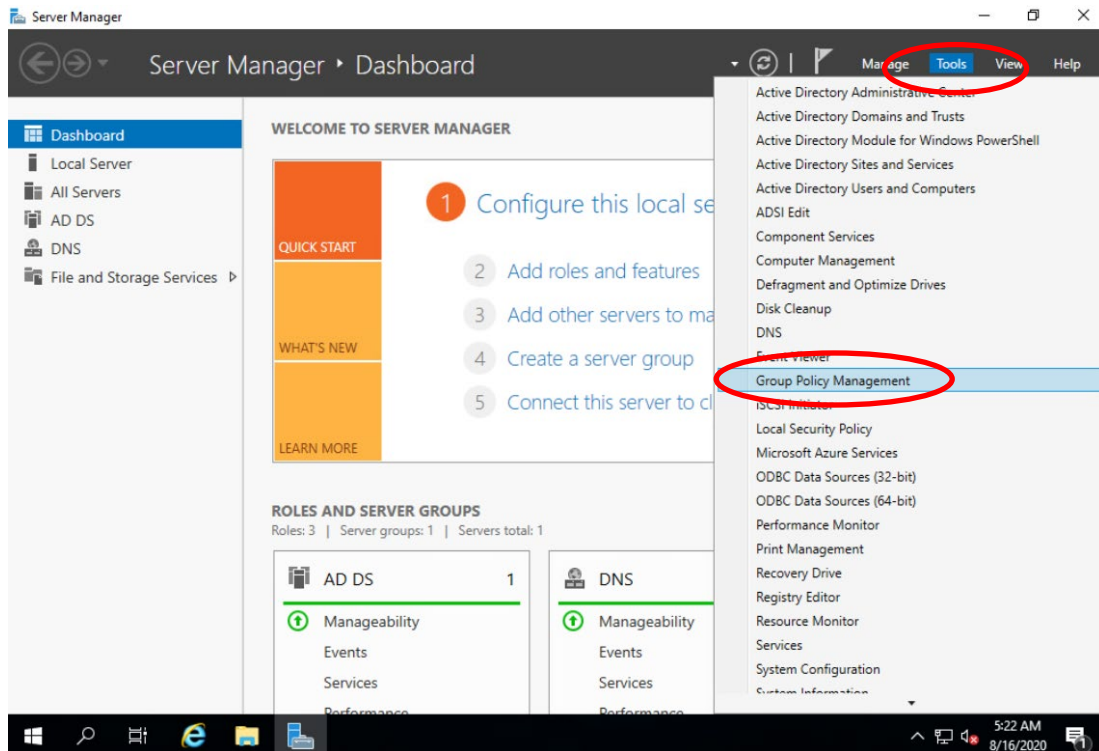 Server Manager
Server Manager ‣ Dashboard
Manage Tools View Help
Dashboard
Local Server
All Servers
AD DS
DNS
File and Storage Services
WELCOME TO SERVER MANAGER
QUICK START
WHAT'S NEW
LEARN MORE
1 Configure this local se
2 Add roles and features
3 Add other servers to ma
4 Create a server group
5 Connect this server to cl
ROLES AND SERVER GROUPS
Roles: 3 | Server groups: 1 | Servers total: 1
AD DS 1
Manageability
Events
Services
Performance
DNS
Manageability
Events
Services
Performance
Active Directory Administrative Center
Active Directory Domains and Trusts
Active Directory Module for Windows PowerShell
Active Directory Sites and Services
Active Directory Users and Computers
ADSI Edit
Component Services
Computer Management
Defragment and Optimize Drives
Disk Cleanup
DNS
Event Viewer
Group Policy Management
iSCSI Initiator
Local Security Policy
Microsoft Azure Services
ODBC Data Sources (32-bit)
ODBC Data Sources (64-bit)
Performance Monitor
Print Management
Recovery Drive
Registry Editor
Resource Monitor
Services
System Configuration
System Information
5:22 AM
8/16/2020
1